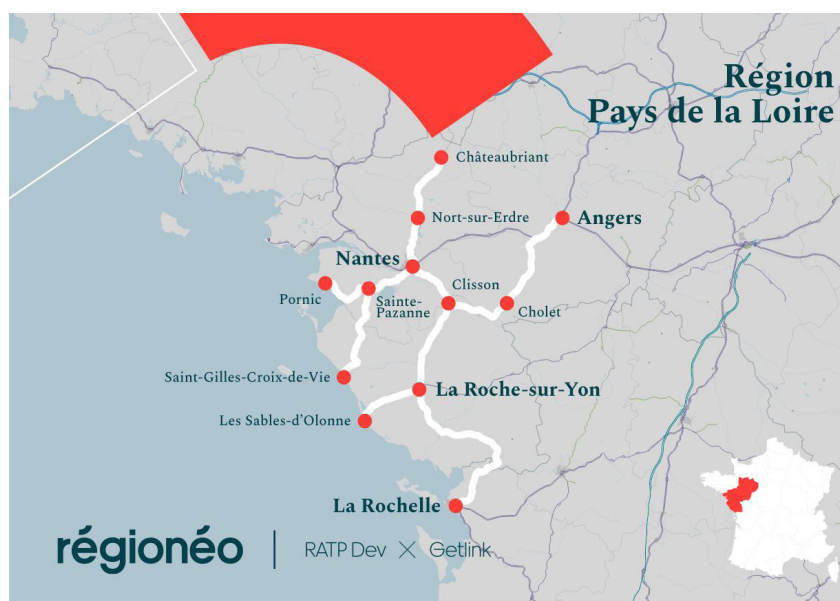 Région
Pays de la Loire
Châteaubriant
Nort-sur-Erdre
Angers
Nantes
Clisson
Pornic
Sainte-
Pazanne
Cholet
Saint-Gilles-Croix-de-Vie
La Roche-sur-Yon
Les Sables-d'Olonne
La Rochelle
régionéo
RATP Dev X Getlink